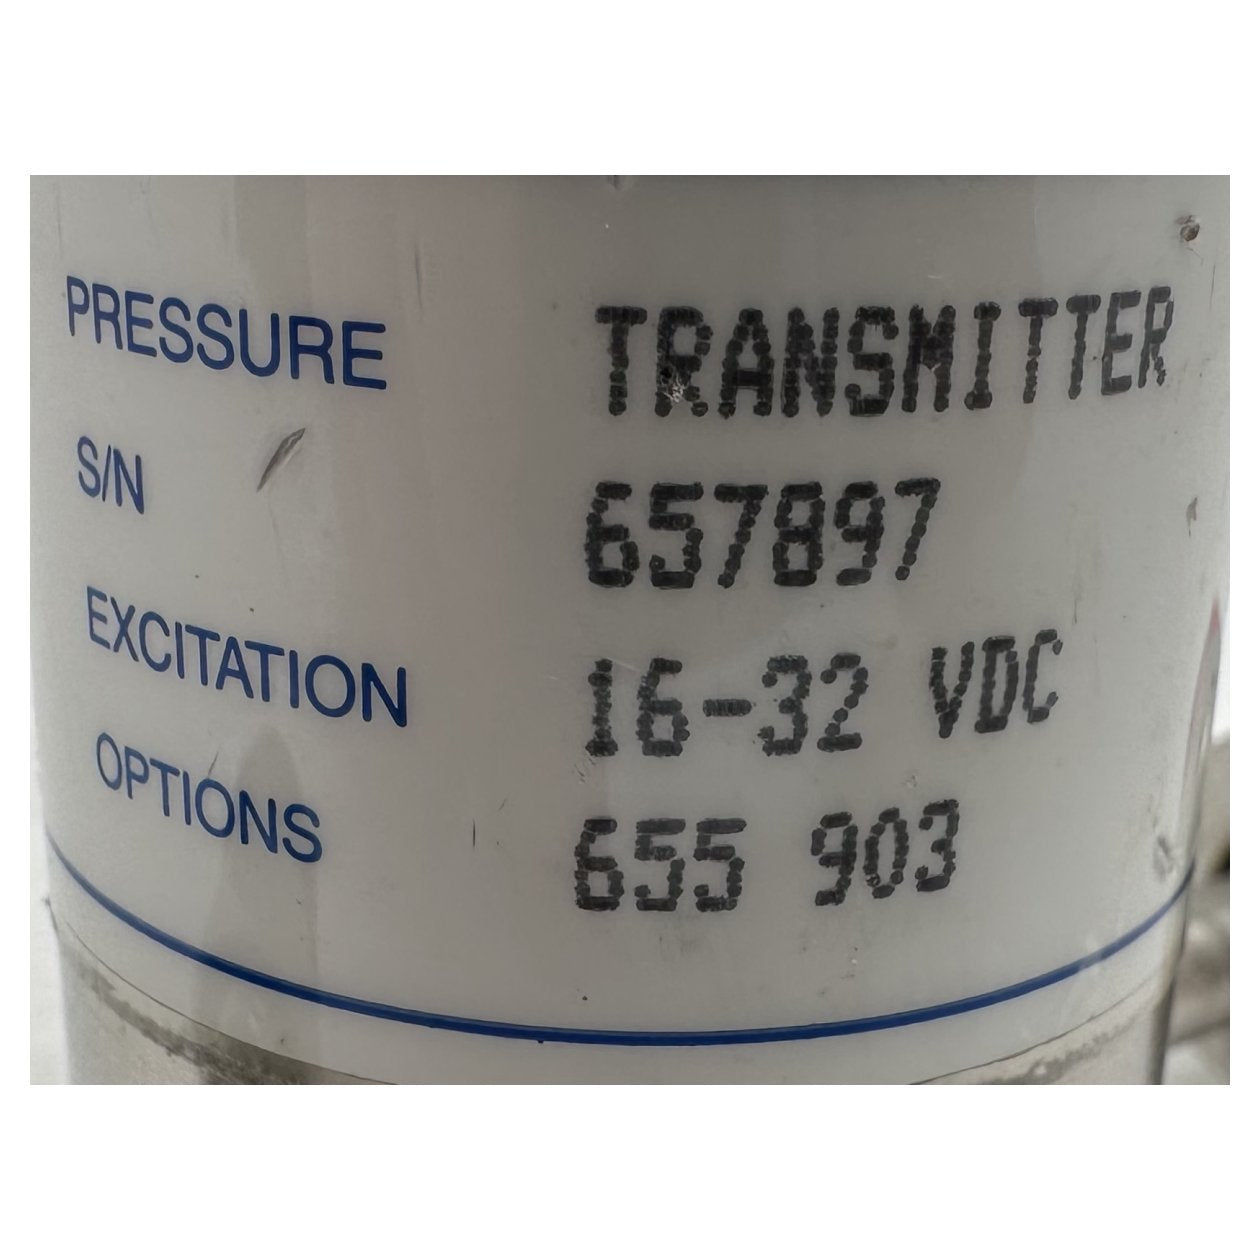 PRESSURE TRANSMITTER
S/N 657897
EXCITATION 16-32 VDC
OPTIONS 655 903